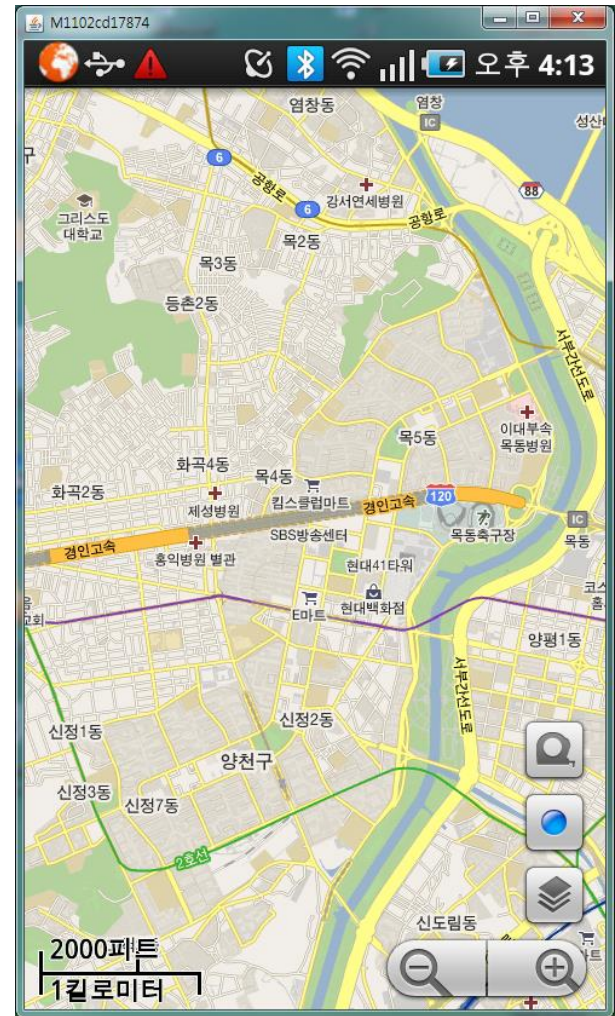 M1102cd17874
오후 4:13
염창동
염창
IC
성산
구
6
공항로
88
강서연세병원
6
공항로
그리스도
대학교
목2동
목3동
등촌2동
서부간선도로
이대부속
목동병원
목5동
화곡4동
목4동
화곡2동
킴스클럽마트
경인고속
120
제성병원
IC
SBS방송센터
목동축구장
목동
경인고속
홍익병원 별관
현대41타워
E마트
현대백화점
교회
양평1동
서부간선도로
신정1동
신정2동
양천구
신정3동
신정7동
2호선
신도림동
2000피트
1킬로미터